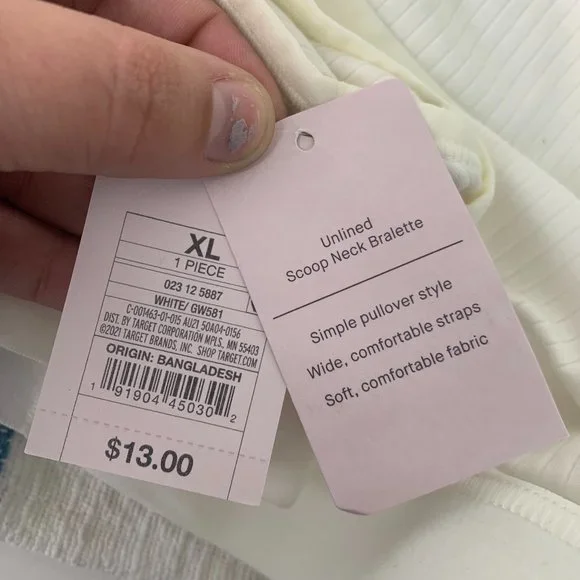 XL
1 PIECE
023 12 5887
WHITE/ GW581
C-001463-01-015 AU21 50404-0156
DIST. BY TARGET CORPORATION MPLS, MN 55403
©2021 TARGET BRANDS, INC. SHOP TARGET.COM
ORIGIN: BANGLADESH
1 91904 45030 2
$13.00
Unlined
Scoop Neck Bralette
Simple pullover style
Wide, comfortable straps
Soft, comfortable fabric